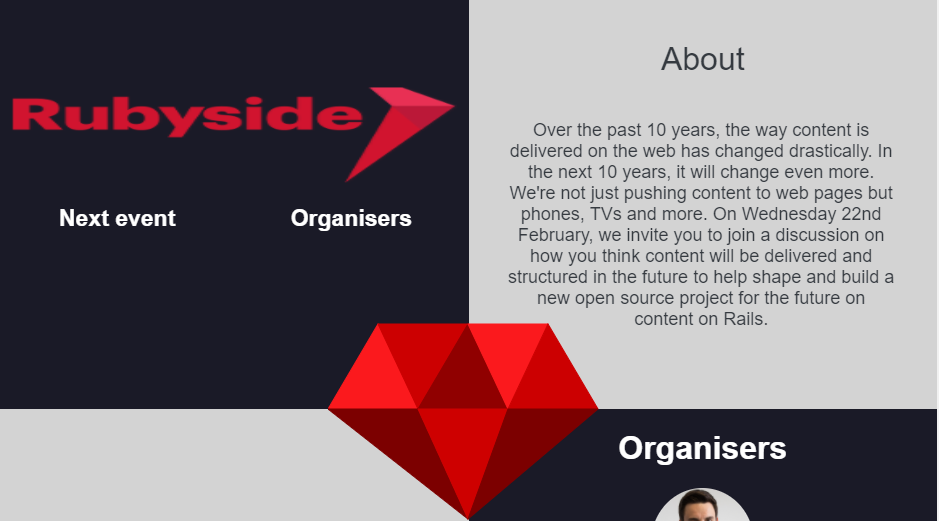 Rubyside
Next event
Organisers
About
Over the past 10 years, the way content is
delivered on the web has changed drastically. In
the next 10 years, it will change even more.
We're not just pushing content to web pages but
phones, TVs and more. On Wednesday 22nd
February, we invite you to join a discussion on
how you think content will be delivered and
structured in the future to help shape and build a
new open source project for the future on
content on Rails.
Organisers